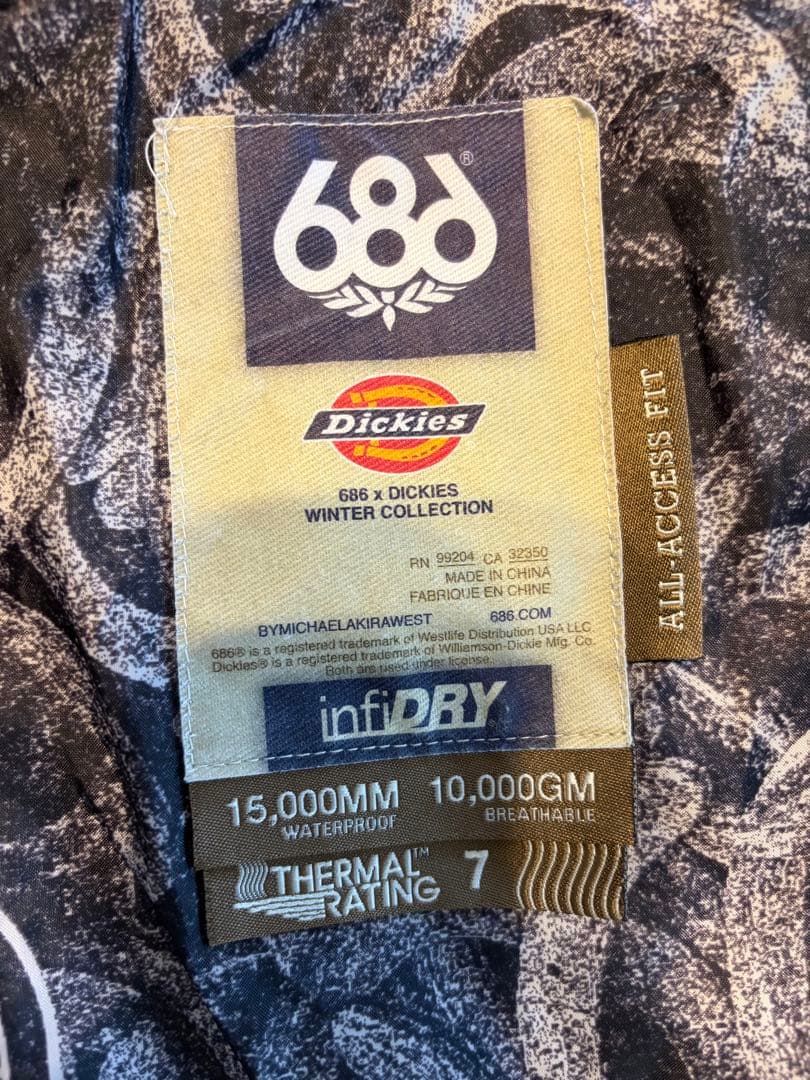 686®
Dickies
686 x DICKIES
WINTER COLLECTION
RN 99204 CA 32350
MADE IN CHINA
FABRIQUE EN CHINE
BYMICHAELAKIRAWEST 686.COM
686® is a registered trademark of Westlife Distribution USA LLC
Dickies® is a registered trademark of Williamson-Dickie Mfg. Co.
Both are used under license.
infiDRY
15,000MM 10,000GM
WATERPROOF BREATHABLE
THERMAL™ 7
RATING
ALL-ACCESS FIT